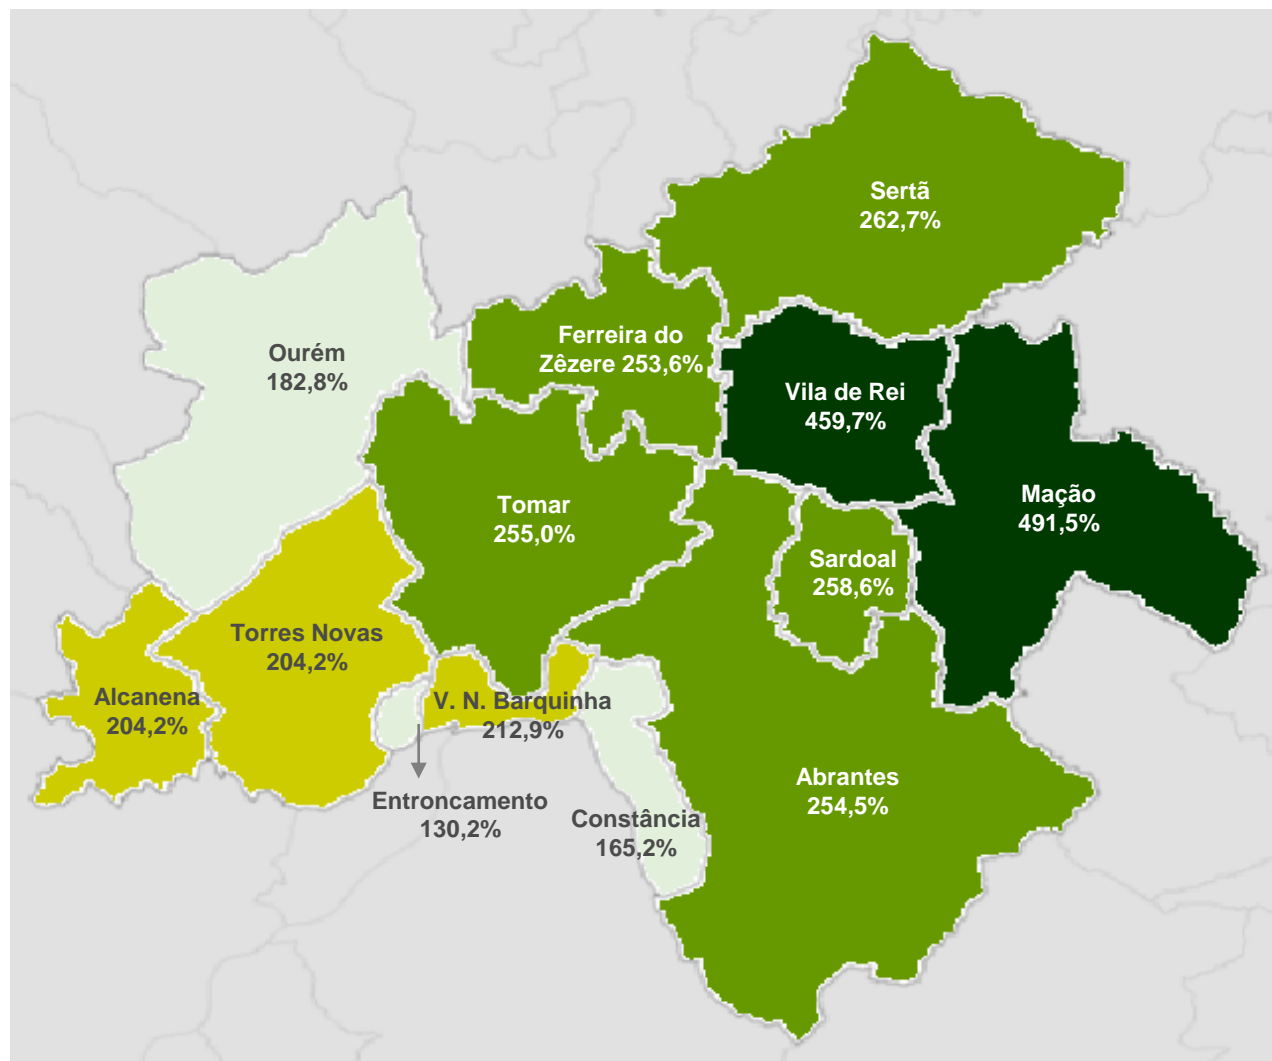 Sertã
262,7%
Ferreira do
Zêzere 253,6%
Ourém
182,8%
Vila de Rei
459,7%
Mação
491,5%
Tomar
255,0%
Sardoal
258,6%
Torres Novas
204,2%
Alcanena
204,2%
V. N. Barquinha
212,9%
Entroncamento
130,2%
Constância
165,2%
Abrantes
254,5%